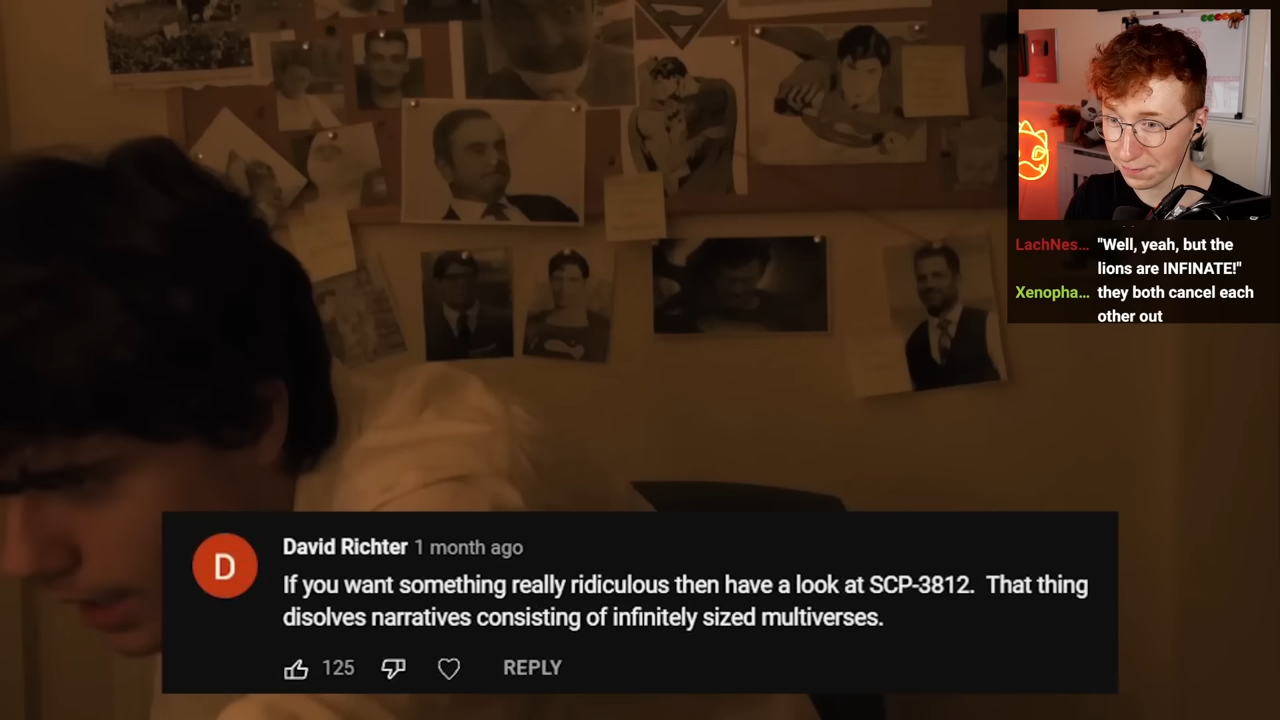 LachNes... "Well, yeah, but the
lions are INFINATE!"
Xenopha... they both cancel each
other out
David Richter 1 month ago
If you want something really ridiculous then have a look at SCP-3812. That thing
disolves narratives consisting of infinitely sized multiverses.
125 REPLY
D